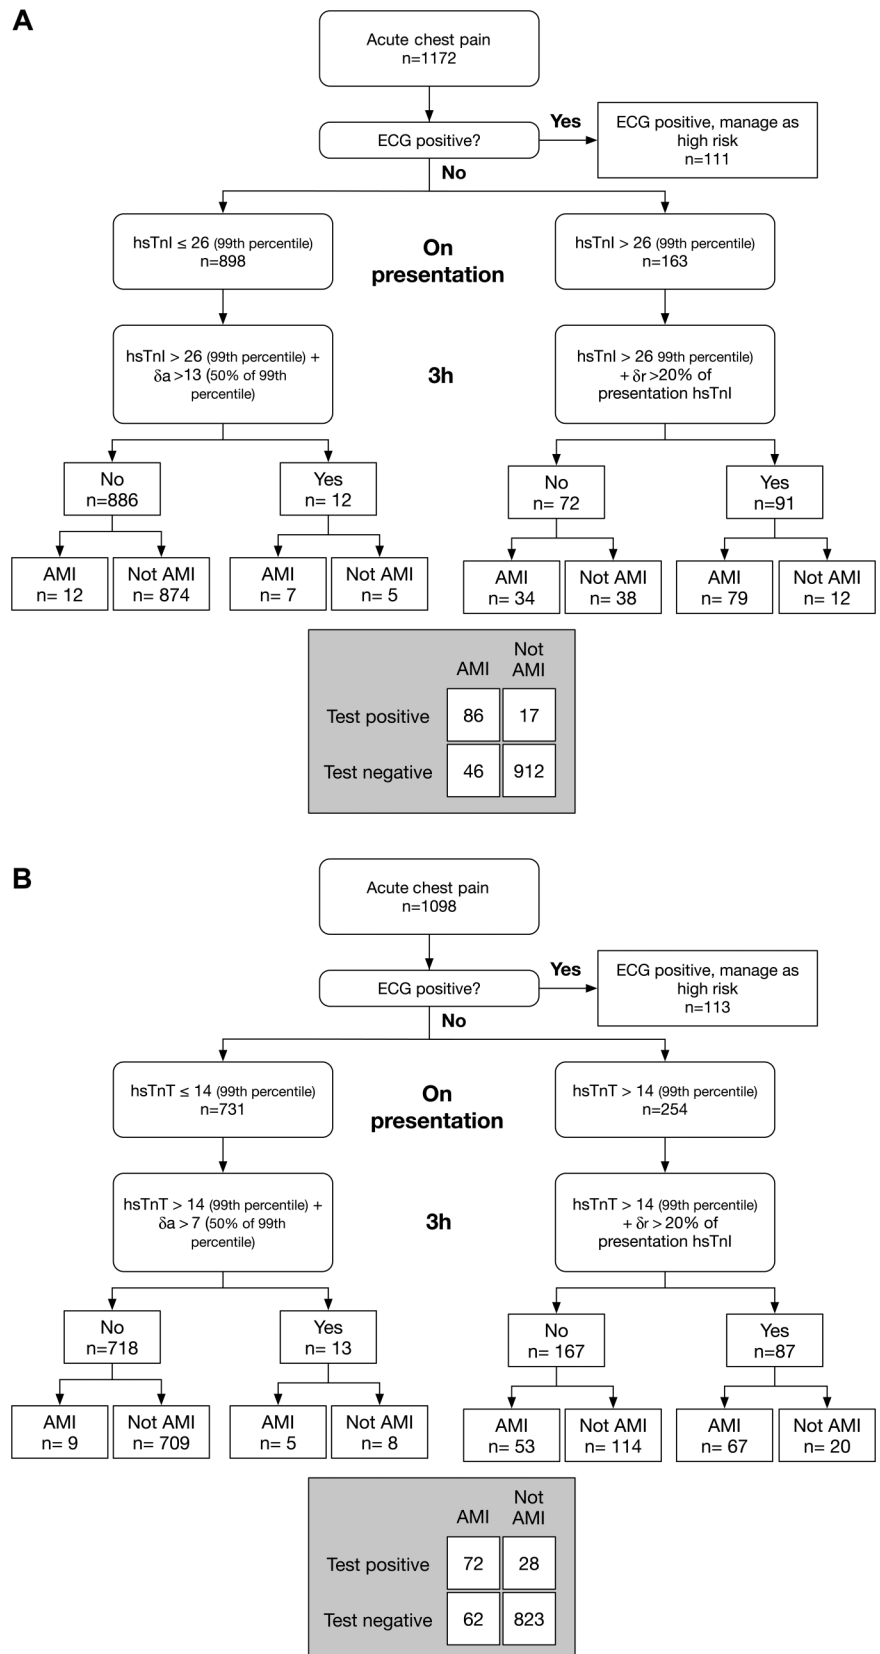 A
Acute chest pain
n=1172
ECG positive?
Yes
ECG positive, manage as
high risk
n=111
No
hsTnI ≤ 26 (99th percentile)
n=898
On
presentation
hsTnI > 26 (99th percentile)
n=163
hsTnI > 26 (99th percentile) +
δa >13 (50% of 99th
percentile)
3h
hsTnI > 26 99th percentile)
+ δr >20% of
presentation hsTnI
No
n=886
Yes
n= 12
No
n= 72
Yes
n=91
AMI
n= 12
Not AMI
n= 874
AMI
n= 7
Not AMI
n= 5
AMI
n= 34
Not AMI
n= 38
AMI
n= 79
Not AMI
n= 12
AMI
Not
AMI
Test positive
86
17
Test negative
46
912
B
Acute chest pain
n=1098
ECG positive?
Yes
ECG positive, manage as
high risk
n=113
No
hsTnT ≤ 14 (99th percentile)
n=731
On
presentation
hsTnT > 14 (99th percentile)
n=254
hsTnT > 14 (99th percentile) +
δa > 7 (50% of 99th
percentile)
3h
hsTnT > 14 (99th percentile)
+ δr > 20% of
presentation hsTnI
No
n=718
Yes
n= 13
No
n= 167
Yes
n=87
AMI
n= 9
Not AMI
n= 709
AMI
n= 5
Not AMI
n= 8
AMI
n= 53
Not AMI
n= 114
AMI
n= 67
Not AMI
n= 20
AMI
Not
AMI
Test positive
72
28
Test negative
62
823